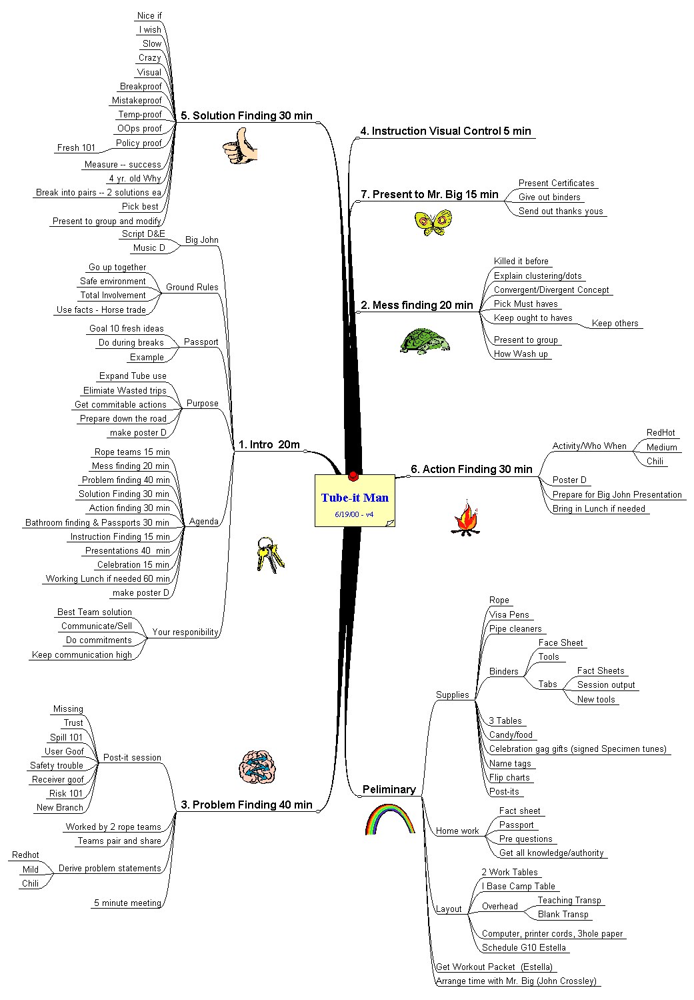 Nice if
I wish
Slow
Crazy
Visual
Breakproof
Mistakeproof
Temp-proof
OOps proof
Policy proof
Fresh 101
Measure -- success
4 yr. old Why
Break into pairs -- 2 solutions ea
Pick best
Present to group and modify
5. Solution Finding 30 min
Script D&E
Music D
Big John
Go up together
Safe environment
Total Involvement
Use facts - Horse trade
Ground Rules
Goal 10 fresh ideas
Do during breaks
Example
Passport
Expand Tube use
Elimiate Wasted trips
Get commitable actions
Prepare down the road
make poster D
Purpose
Rope teams 15 min
Mess finding 20 min
Problem finding 40 min
Solution Finding 30 min
Action finding 30 min
Bathroom finding & Passports 30 min
Instruction Finding 15 min
Presentations 40  min
Celebration 15 min
Working Lunch if needed 60 min
make poster D
Agenda
Best Team solution
Communicate/Sell
Do commitments
Keep communication high
Your responibility
1. Intro  20m
Missing
Trust
Spill 101
User Goof
Safety trouble
Receiver goof
Risk 101
New Branch
Post-it session
Worked by 2 rope teams
Teams pair and share
Redhot
Mild
Chili
Derive problem statements
5 minute meeting
3. Problem Finding 40 min
Tube-it Man
6/19/00 - v4
4. Instruction Visual Control 5 min
7. Present to Mr. Big 15 min
Present Certificates
Give out binders
Send out thanks yous
2. Mess finding 20 min
Killed it before
Explain clustering/dots
Convergent/Divergent Concept
Pick Must haves
Keep ought to haves
Keep others
Present to group
How Wash up
6. Action Finding 30 min
Activity/Who When
RedHot
Medium
Chili
Poster D
Prepare for Big John Presentation
Bring in Lunch if needed
Peliminary
Supplies
Rope
Visa Pens
Pipe cleaners
Binders
Face Sheet
Tools
Tabs
Fact Sheets
Session output
New tools
3 Tables
Candy/food
Celebration gag gifts (signed Specimen tunes)
Name tags
Flip charts
Post-its
Home work
Fact sheet
Passport
Pre questions
Get all knowledge/authority
Layout
2 Work Tables
I Base Camp Table
Overhead
Teaching Transp
Blank Transp
Computer, printer cords, 3hole paper
Schedule G10 Estella
Get Workout Packet  (Estella)
Arrange time with Mr. Big (John Crossley)